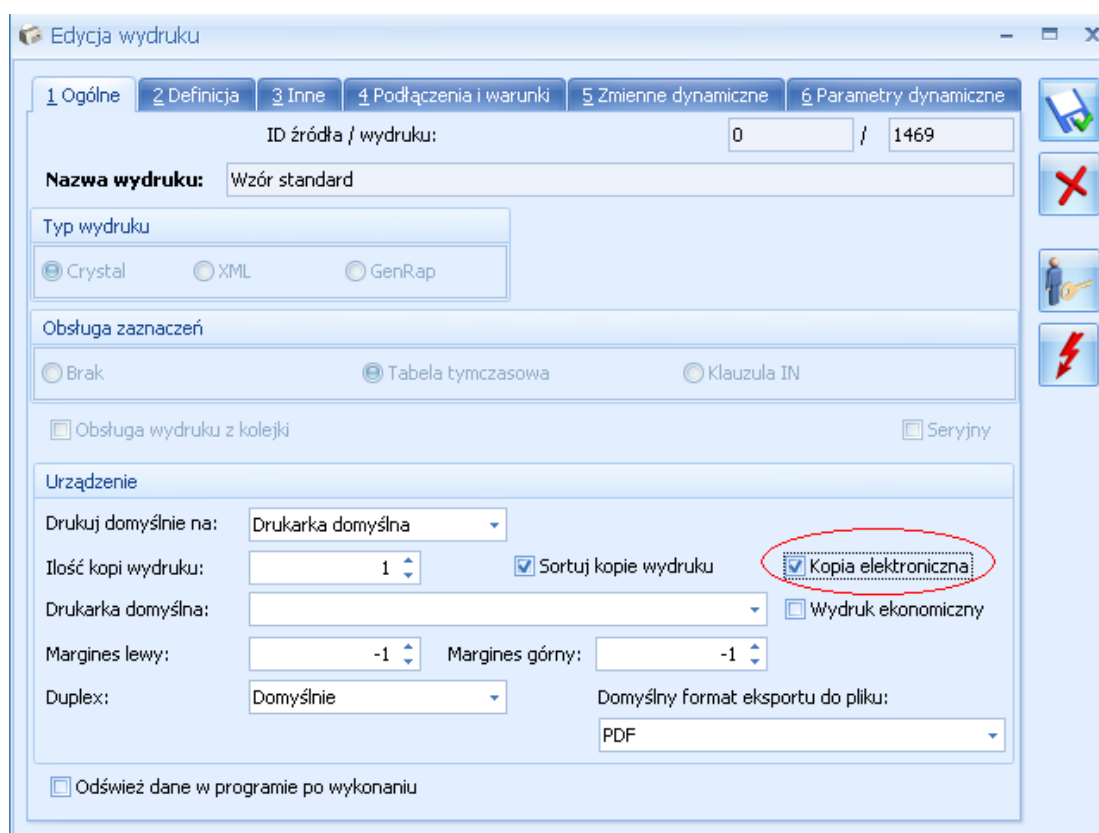 Edycja wydruku
1 Ogólne 2 Definicja 3 Inne 4 Podłączenia i warunki 5 Zmienne dynamiczne 6 Parametry dynamiczne
ID źródła / wydruku: 0 / 1469
Nazwa wydruku: Wzór standard
Typ wydruku
Crystal XML GenRap
Obsługa zaznaczeń
Brak Tabela tymczasowa Klauzula IN
Obsługa wydruku z kolejki Seryjny
Urządzenie
Drukuj domyślnie na: Drukarka domyślna
Ilość kopi wydruku: 1 Sortuj kopie wydruku Kopia elektroniczna
Drukarka domyślna: Wydruk ekonomiczny
Margines lewy: -1 Margines górny: -1
Duplex: Domyślnie Domyślny format eksportu do pliku:
PDF
Odśwież dane w programie po wykonaniu